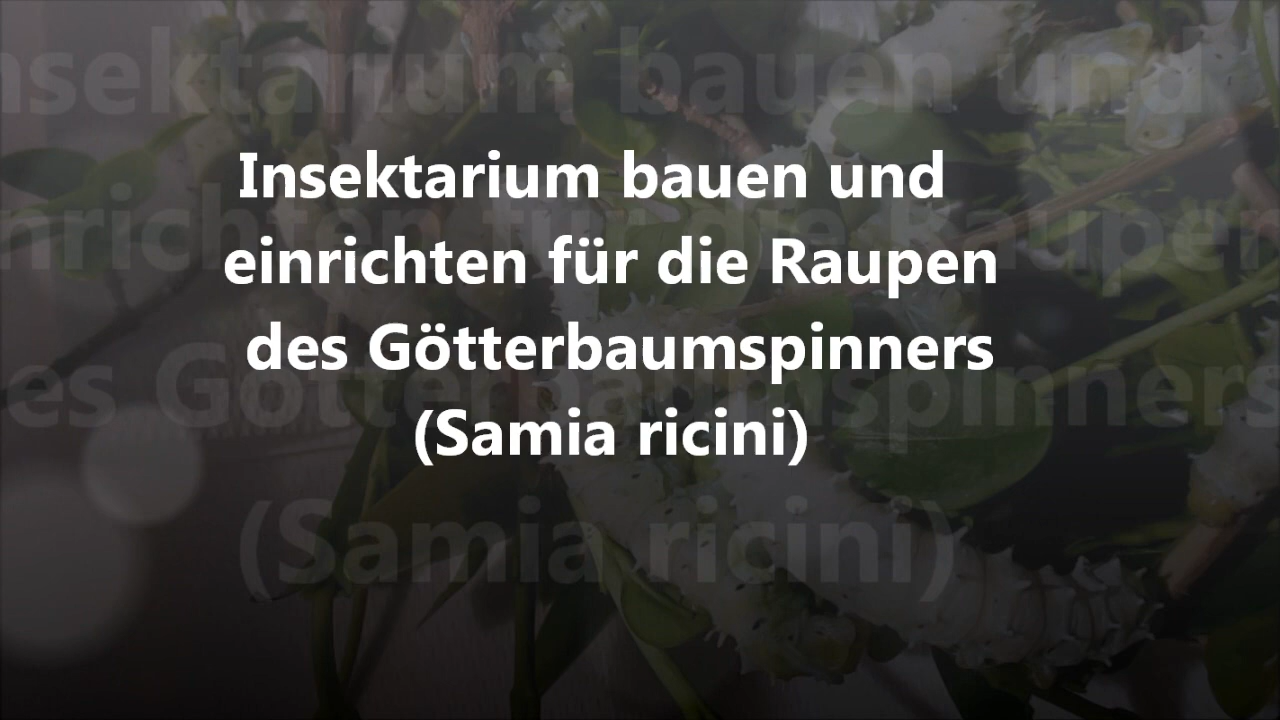 Insektarium bauen und
einrichten für die Raupen
des Götterbaumspinners
(Samia ricini)